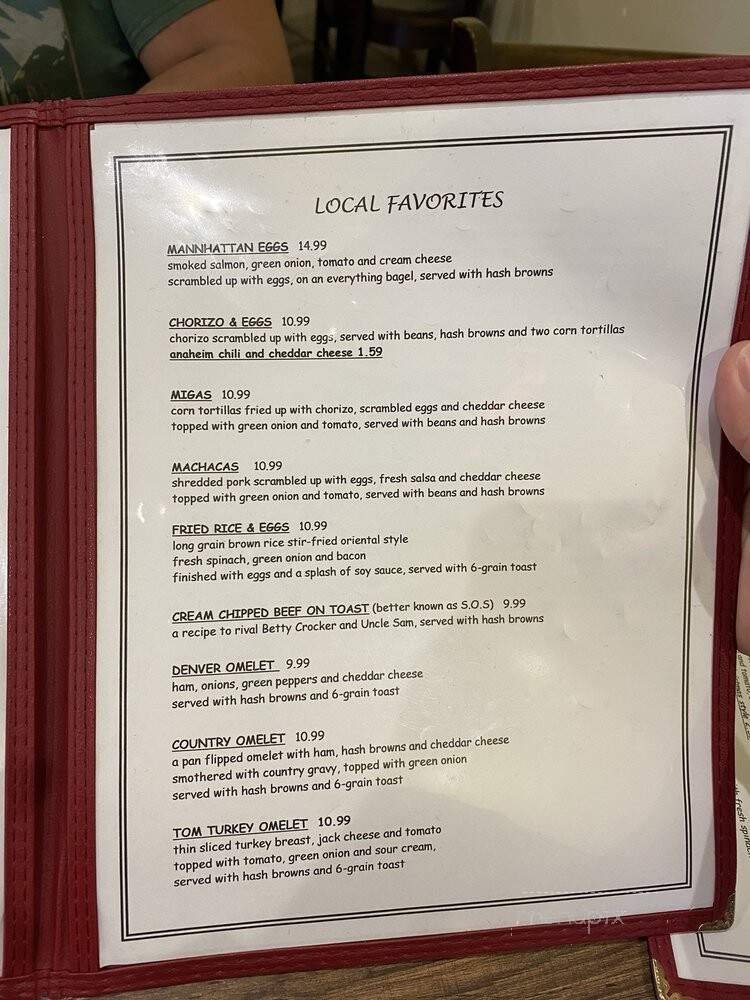 LOCAL FAVORITES
MANNHATTAN EGGS 14.99
smoked salmon, green onion, tomato and cream cheese
scrambled up with eggs, on an everything bagel, served with hash browns
CHORIZO & EGGS 10.99
chorizo scrambled up with eggs, served with beans, hash browns and two corn tortillas
anaheim chili and cheddar cheese 1.59
MIGAS 10.99
corn tortillas fried up with chorizo, scrambled eggs and cheddar cheese
topped with green onion and tomato, served with beans and hash browns
MACHACAS 10.99
shredded pork scrambled up with eggs, fresh salsa and cheddar cheese
topped with green onion and tomato, served with beans and hash browns
FRIED RICE & EGGS 10.99
long grain brown rice stir-fried oriental style
fresh spinach, green onion and bacon
finished with eggs and a splash of soy sauce, served with 6-grain toast
CREAM CHIPPED BEEF ON TOAST (better known as S.O.S) 9.99
a recipe to rival Betty Crocker and Uncle Sam, served with hash browns
DENVER OMELET 9.99
ham, onions, green peppers and cheddar cheese
served with hash browns and 6-grain toast
COUNTRY OMELET 10.99
a pan flipped omelet with ham, hash browns and cheddar cheese
smothered with country gravy, topped with green onion
served with hash browns and 6-grain toast
TOM TURKEY OMELET 10.99
thin sliced turkey breast, jack cheese and tomato
topped with tomato, green onion and sour cream,
served with hash browns and 6-grain toast